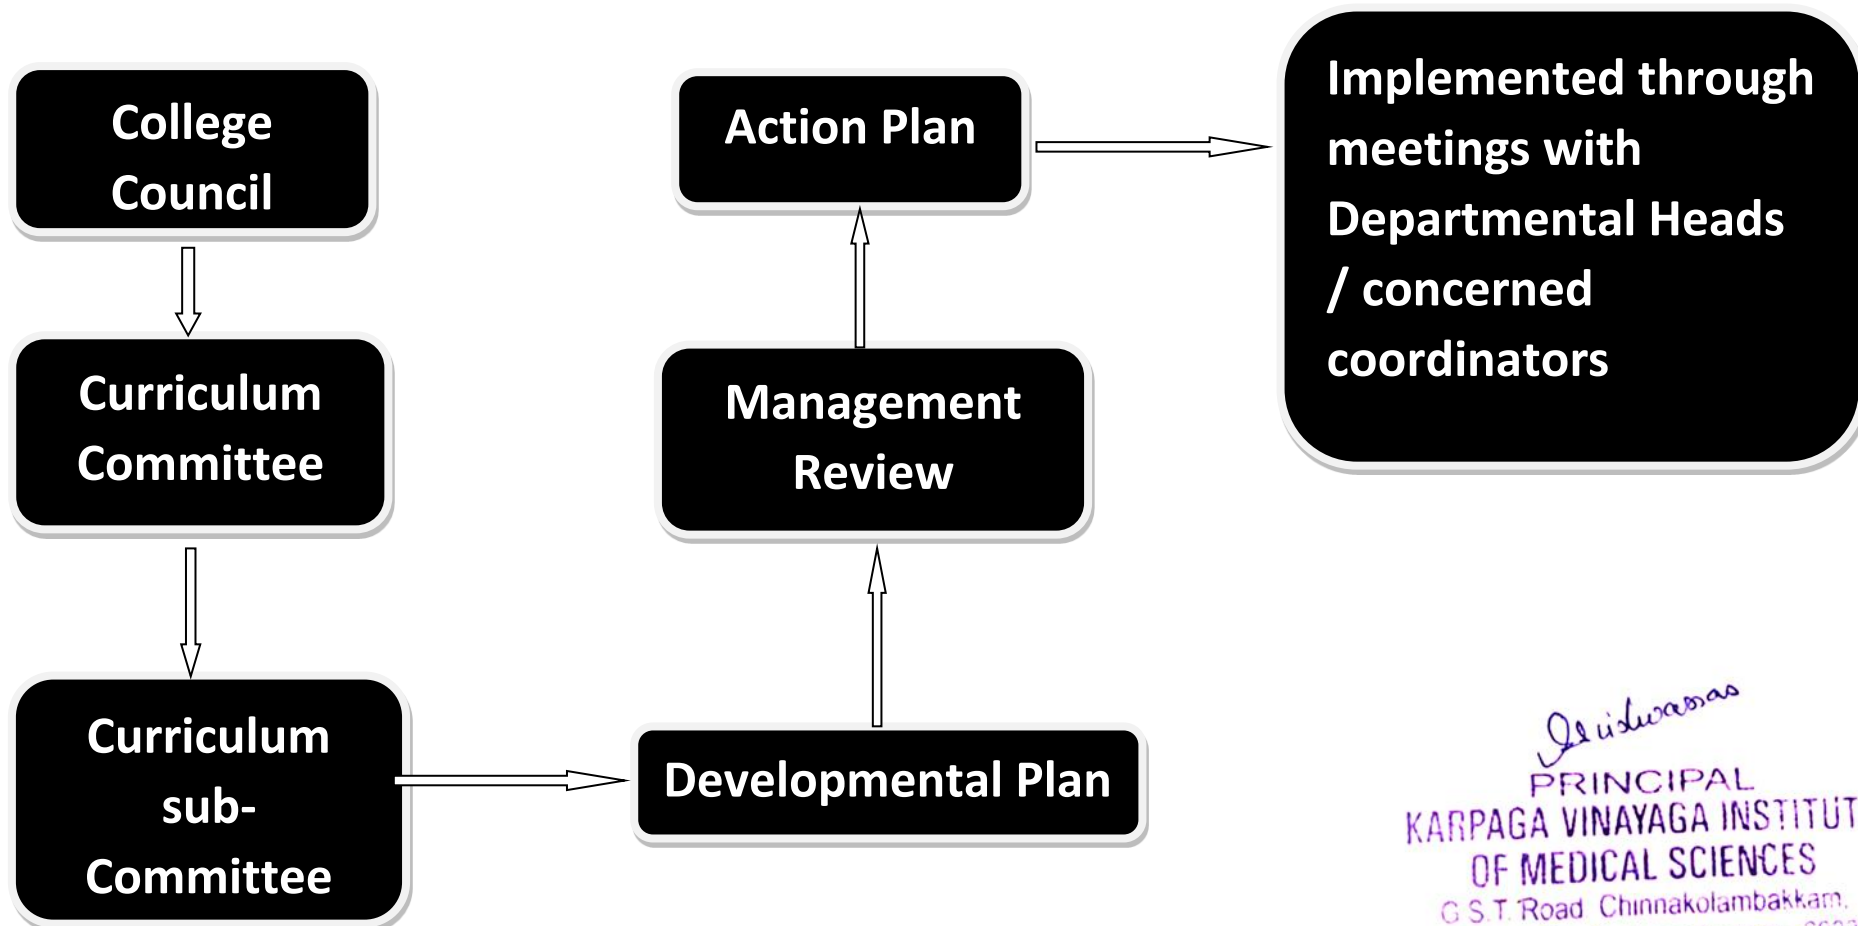 College
Council
Curriculum
Committee
Curriculum
sub-
Committee
Developmental Plan
Management
Review
Action Plan
Implemented through
meetings with
Departmental Heads
/ concerned
coordinators
PRINCIPAL
KARPAGA VINAYAGA INSTITUT
OF MEDICAL SCIENCES
G.S.T. Road Chinnakolambakkam,